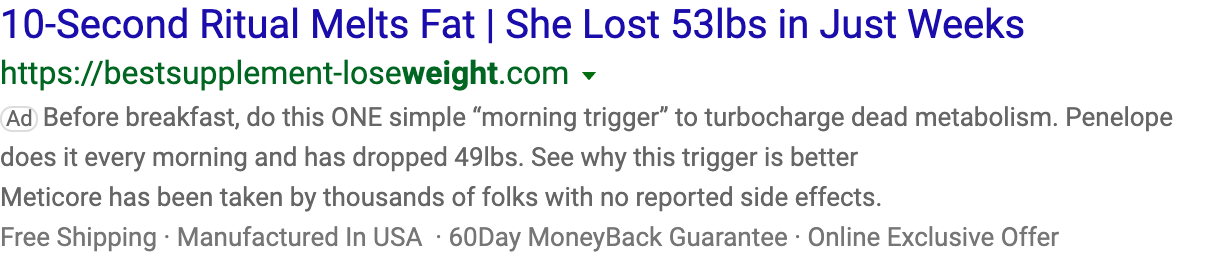 10-Second Ritual Melts Fat | She Lost 53lbs in Just Weeks
https://bestsupplement-loseweight.com
Ad Before breakfast, do this ONE simple “morning trigger” to turbocharge dead metabolism. Penelope
does it every morning and has dropped 49lbs. See why this trigger is better
Meticore has been taken by thousands of folks with no reported side effects.
Free Shipping · Manufactured In USA · 60Day MoneyBack Guarantee · Online Exclusive Offer